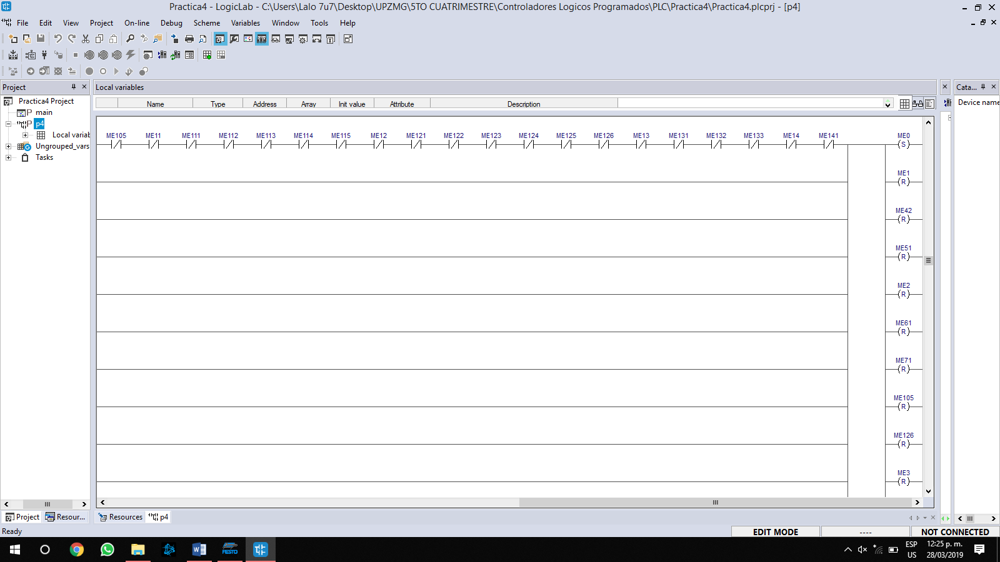 Practica4 - LogicLab - C:\Users\Lalo 7u7\Desktop\UPZMG\5TO CUATRIMESTRE\Controladores Logicos Programados\PLC\Practica4\Practica4.plcprj - [p4]
File Edit View Project On-line Debug Scheme Variables Window Tools Help
Project
Local variables
Cata...
Name Type Address Array Init value Attribute Description
Device name
Practica4 Project
main
p4
Local variab
Ungrouped_vars
Tasks
ME105 ME11 ME111 ME112 ME113 ME114 ME115 ME12 ME121 ME122 ME123 ME124 ME125 ME126 ME13 ME131 ME132 ME133 ME14 ME141 ME0
S
ME1
R
ME42
R
ME51
R
ME2
R
ME61
R
ME71
R
ME105
R
ME126
R
ME3
R
Project Resour...
Resources p4
Ready
EDIT MODE ---- NOT CONNECTED
FESTO
ESP
US
12:25 p. m.
28/03/2019